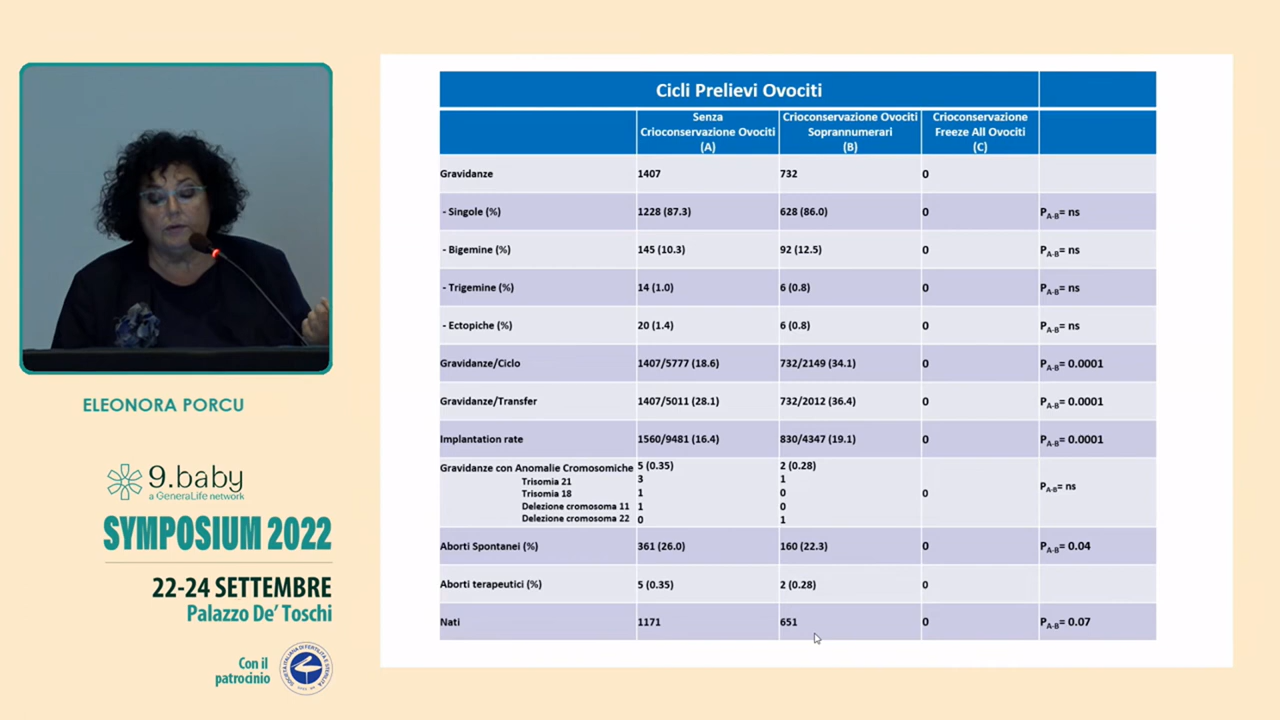 Cicli Prelievi Ovociti
Senza
Crioconservazione Ovociti
(A)
Crioconservazione Ovociti
Soprannumerari
(B)
Crioconservazione
Freeze All Ovociti
(C)
Gravidanze 1407 732 0
- Singole (%) 1228 (87.3) 628 (86.0) 0 PA-B= ns
- Bigemine (%) 145 (10.3) 92 (12.5) 0 PA-B= ns
- Trigemine (%) 14 (1.0) 6 (0.8) 0 PA-B= ns
- Ectopiche (%) 20 (1.4) 6 (0.8) 0 PA-B= ns
Gravidanze/Ciclo 1407/5777 (18.6) 732/2149 (34.1) 0 PA-B= 0.0001
Gravidanze/Transfer 1407/5011 (28.1) 732/2012 (36.4) 0 PA-B= 0.0001
Implantation rate 1560/9481 (16.4) 830/4347 (19.1) 0 PA-B= 0.0001
Gravidanze con Anomalie Cromosomiche 5 (0.35) 2 (0.28) 0 PA-B= ns
Trisomia 21 3 1
Trisomia 18 1 0
Delezione cromosoma 11 1 0
Delezione cromosoma 22 0 1
Aborti Spontanei (%) 361 (26.0) 160 (22.3) 0 PA-B= 0.04
Aborti terapeutici (%) 5 (0.35) 2 (0.28) 0
Nati 1171 651 0 PA-B= 0.07
ELEONORA PORCU
9.baby
a GeneraLife network
SYMPOSIUM 2022
22-24 SETTEMBRE
Palazzo De' Toschi
Con il
patrocinio